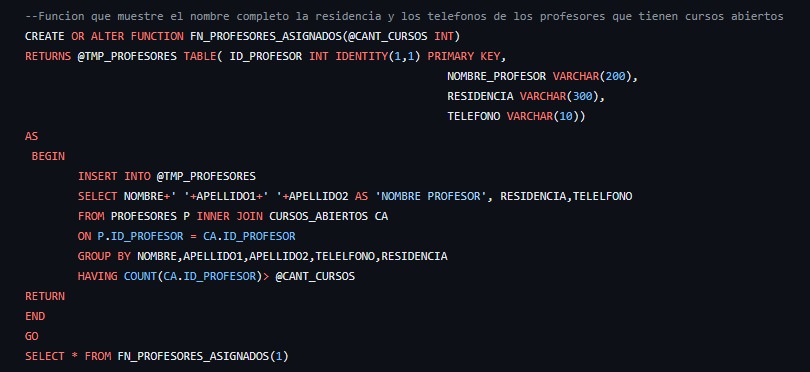 --Funcion que muestre el nombre completo la residencia y los telefonos de los profesores que tienen cursos abiertos
CREATE OR ALTER FUNCTION FN_PROFESORES_ASIGNADOS(@CANT_CURSOS INT)
RETURNS @TMP_PROFESORES TABLE( ID_PROFESOR INT IDENTITY(1,1) PRIMARY KEY,
NOMBRE_PROFESOR VARCHAR(200),
RESIDENCIA VARCHAR(300),
TELEFONO VARCHAR(10))
AS
BEGIN
INSERT INTO @TMP_PROFESORES
SELECT NOMBRE+' '+APELLIDO1+' '+APELLIDO2 AS 'NOMBRE PROFESOR', RESIDENCIA,TELELFONO
FROM PROFESORES P INNER JOIN CURSOS_ABIERTOS CA
ON P.ID_PROFESOR = CA.ID_PROFESOR
GROUP BY NOMBRE,APELLIDO1,APELLIDO2,TELELFONO,RESIDENCIA
HAVING COUNT(CA.ID_PROFESOR)> @CANT_CURSOS
RETURN
END
GO
SELECT * FROM FN_PROFESORES_ASIGNADOS(1)